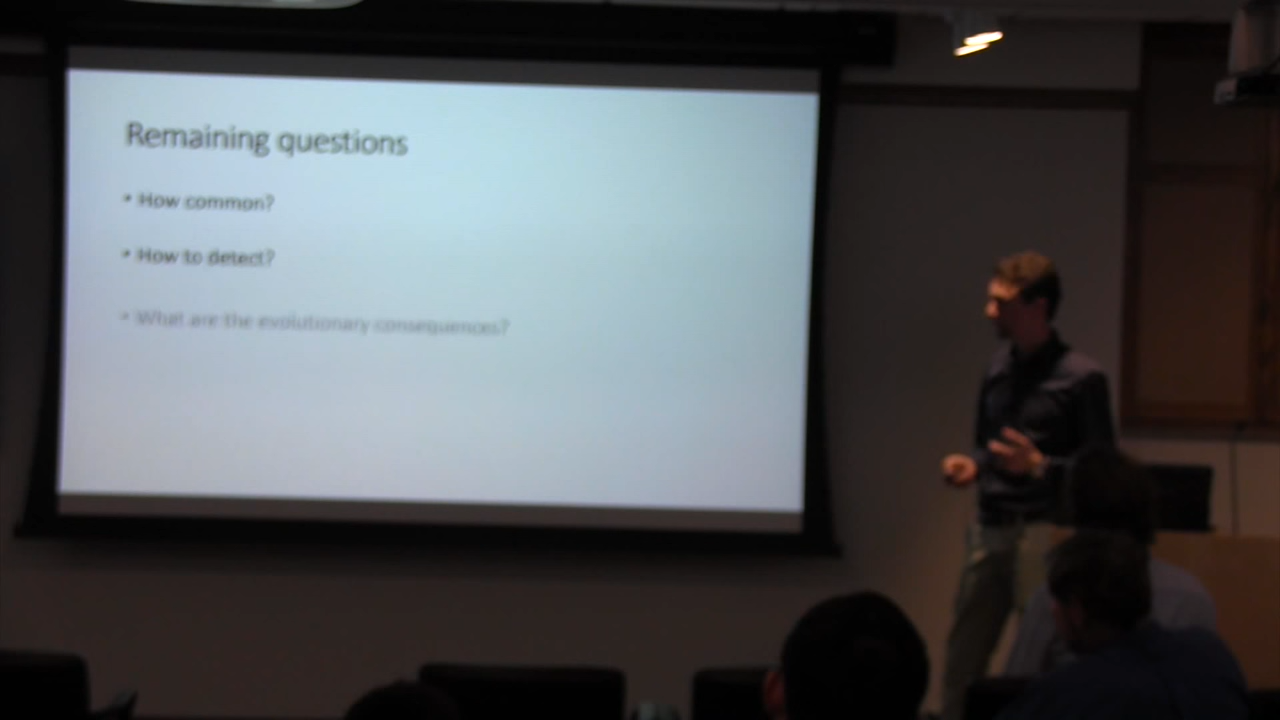 Remaining questions
• How common?
• How to detect?
• What are the evolutionary consequences?